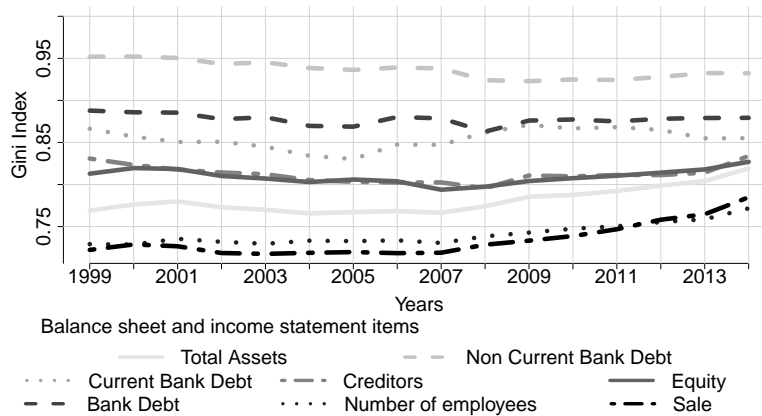 0.95
0.85
0.75
Gini Index
1999 2001 2003 2005 2007 2009 2011 2013
Years
Balance sheet and income statement items
Total Assets Non Current Bank Debt
Current Bank Debt Creditors Equity
Bank Debt Number of employees Sale